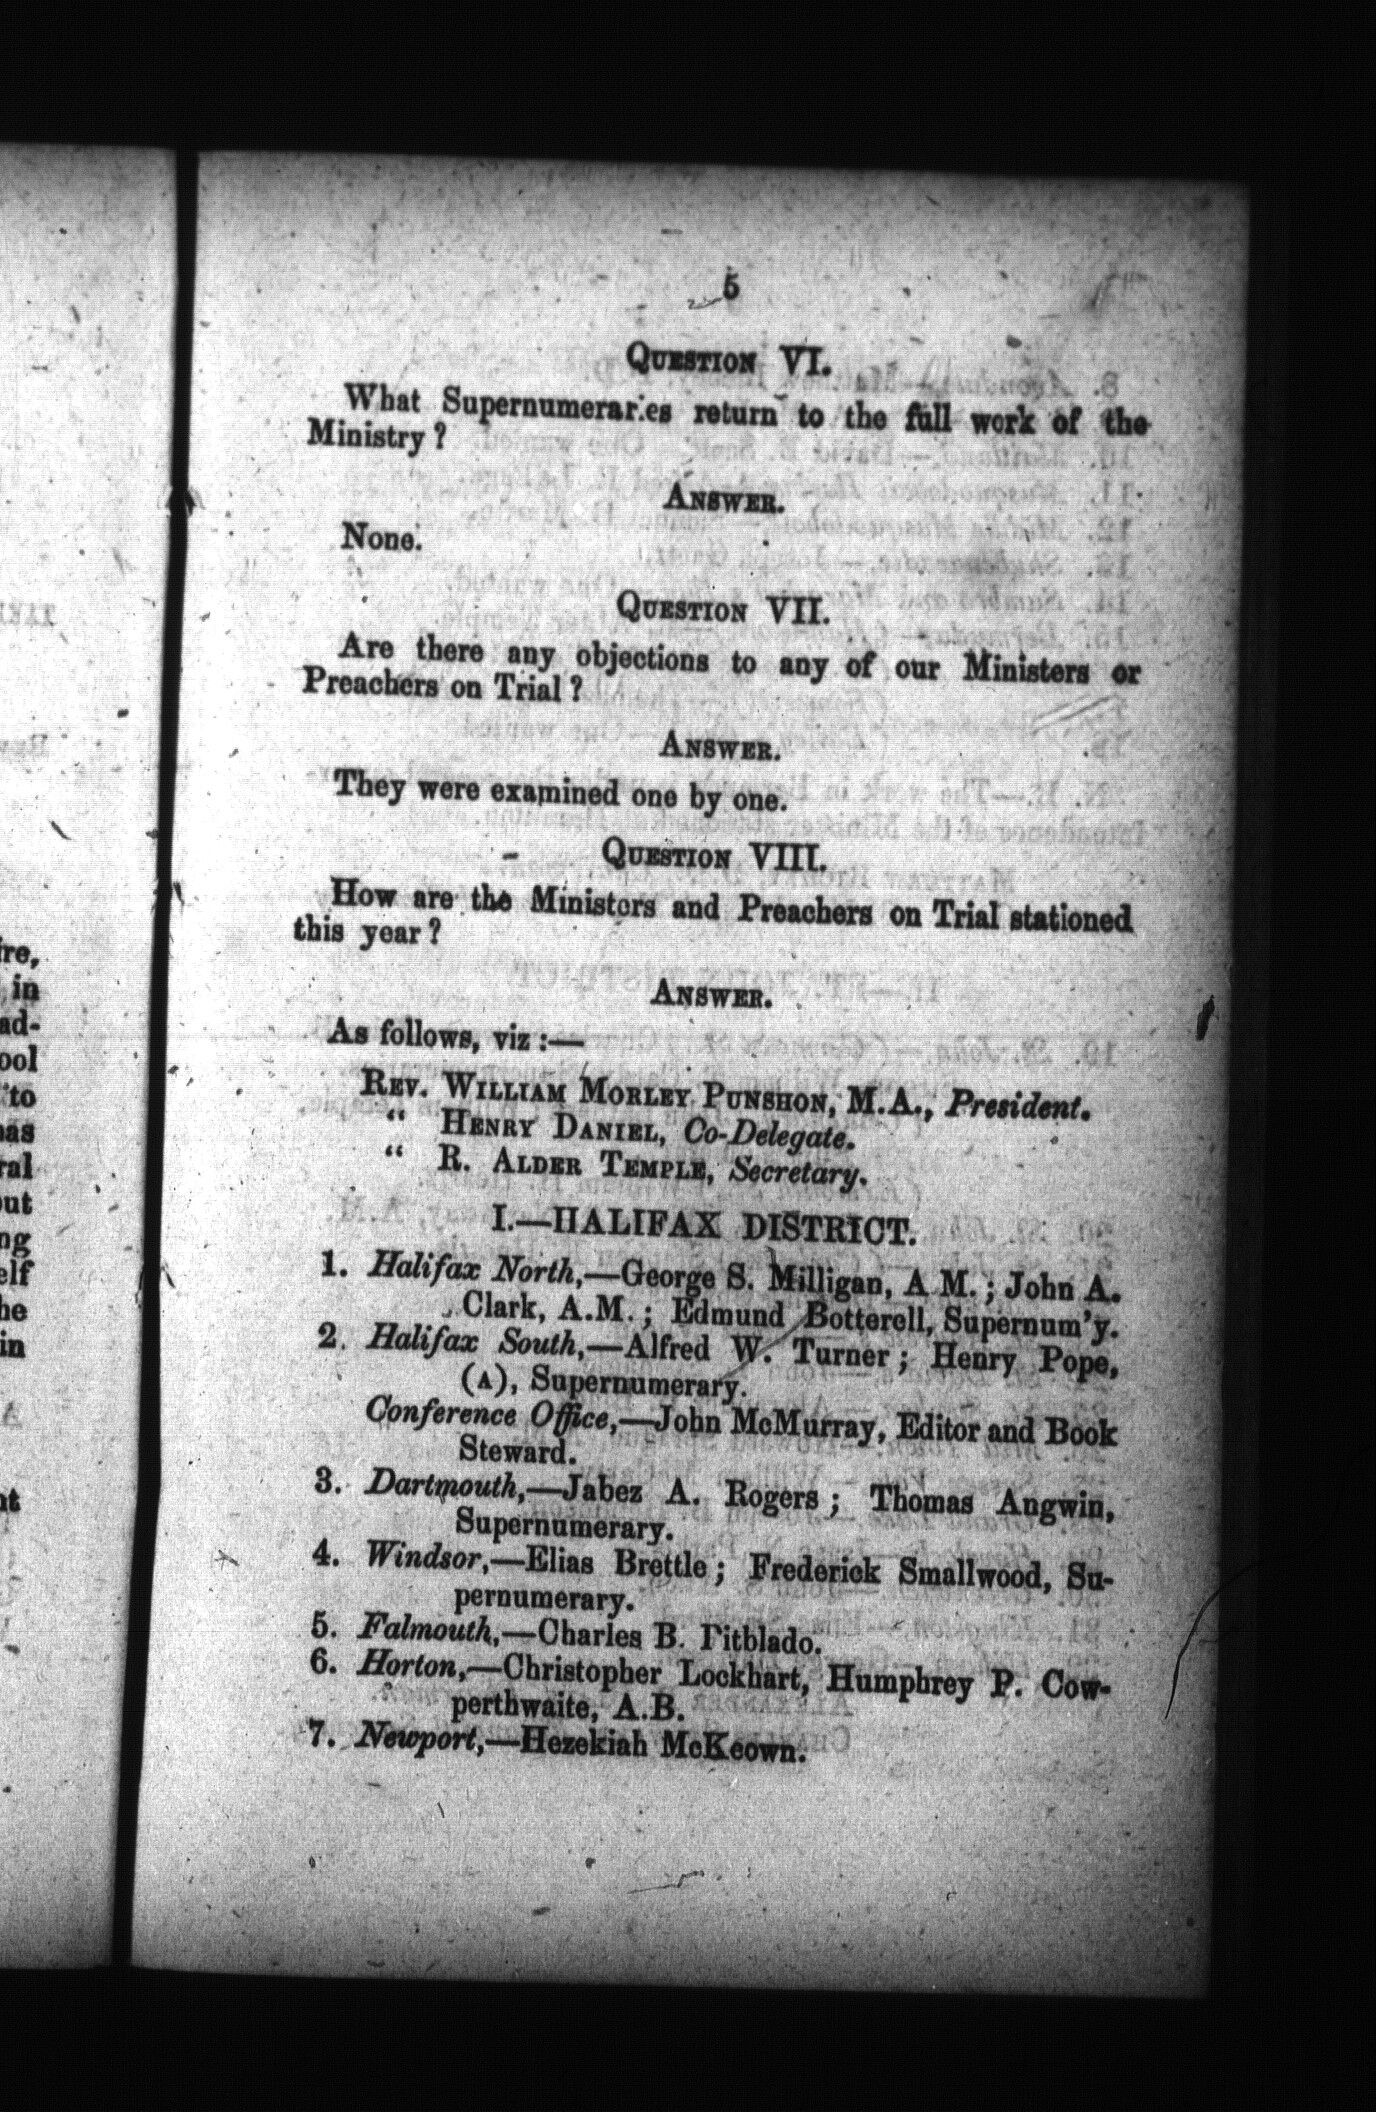 5
QUESTION VI.
What Supernumerar.es return to the full work of the
Ministry ?
ANSWER.
None.
QUESTION VII.
Are there any objections to any of our Ministers or
Preachers on Trial ?
ANSWER.
They were examined one by one.
QUESTION VIII.
How are the Ministers and Preachers on Trial stationed
this year ?
ANSWER.
As follows, viz :—
REV. WILLIAM MORLEY PUNSHON, M.A., President.
“ HENRY DANIEL, Co-Delegate.
“ R. ALDER TEMPLE, Secretary.
I.—HALIFAX DISTRICT.
1. Halifax North,—George S. Milligan, A M. ; John A.
Clark, A.M. ; Edmund Botterell, Supernum'y.
2. Halifax South,—Alfred W. Turner ; Henry Pope,
(A), Supernumerary.
Conference Office,—John McMurray, Editor and Book
Steward.
3. Dartmouth,—Jabez A. Rogers ; Thomas Angwin,
Supernumerary.
4. Windsor,—Elias Brettle ; Frederick Smallwood, Su-
pernumerary.
5. Falmouth,—Charles B. Pitblado.
6. Horton,—Christopher Lockhart, Humphrey P. Cow-
perthwaite, A.B.
7. Newport,—Hezekiah McKeown.